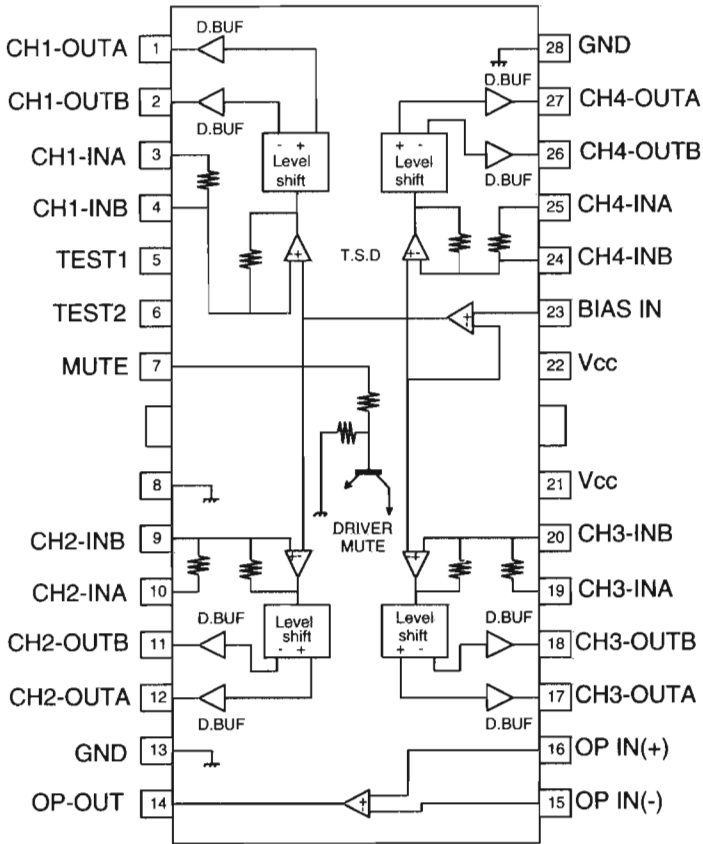 D.BUF
CH1-OUTA 1
28 GND
D.BUF
CH1-OUTB 2
27 CH4-OUTA
D.BUF
CH1-INA 3
- +
Level
shift
+ -
Level
shift
26 CH4-OUTB
D.BUF
CH1-INB 4
25 CH4-INA
TEST1 5
- +
T.S.D
+ -
24 CH4-INB
TEST2 6
+ -
23 BIAS IN
MUTE 7
22 Vcc
8
21 Vcc
DRIVER
MUTE
CH2-INB 9
+ -
- +
20 CH3-INB
CH2-INA 10
19 CH3-INA
D.BUF
Level
shift
- +
Level
shift
+ -
D.BUF
CH2-OUTB 11
18 CH3-OUTB
CH2-OUTA 12
17 CH3-OUTA
D.BUF
D.BUF
GND 13
16 OP IN(+)
OP-OUT 14
+ -
15 OP IN(-)